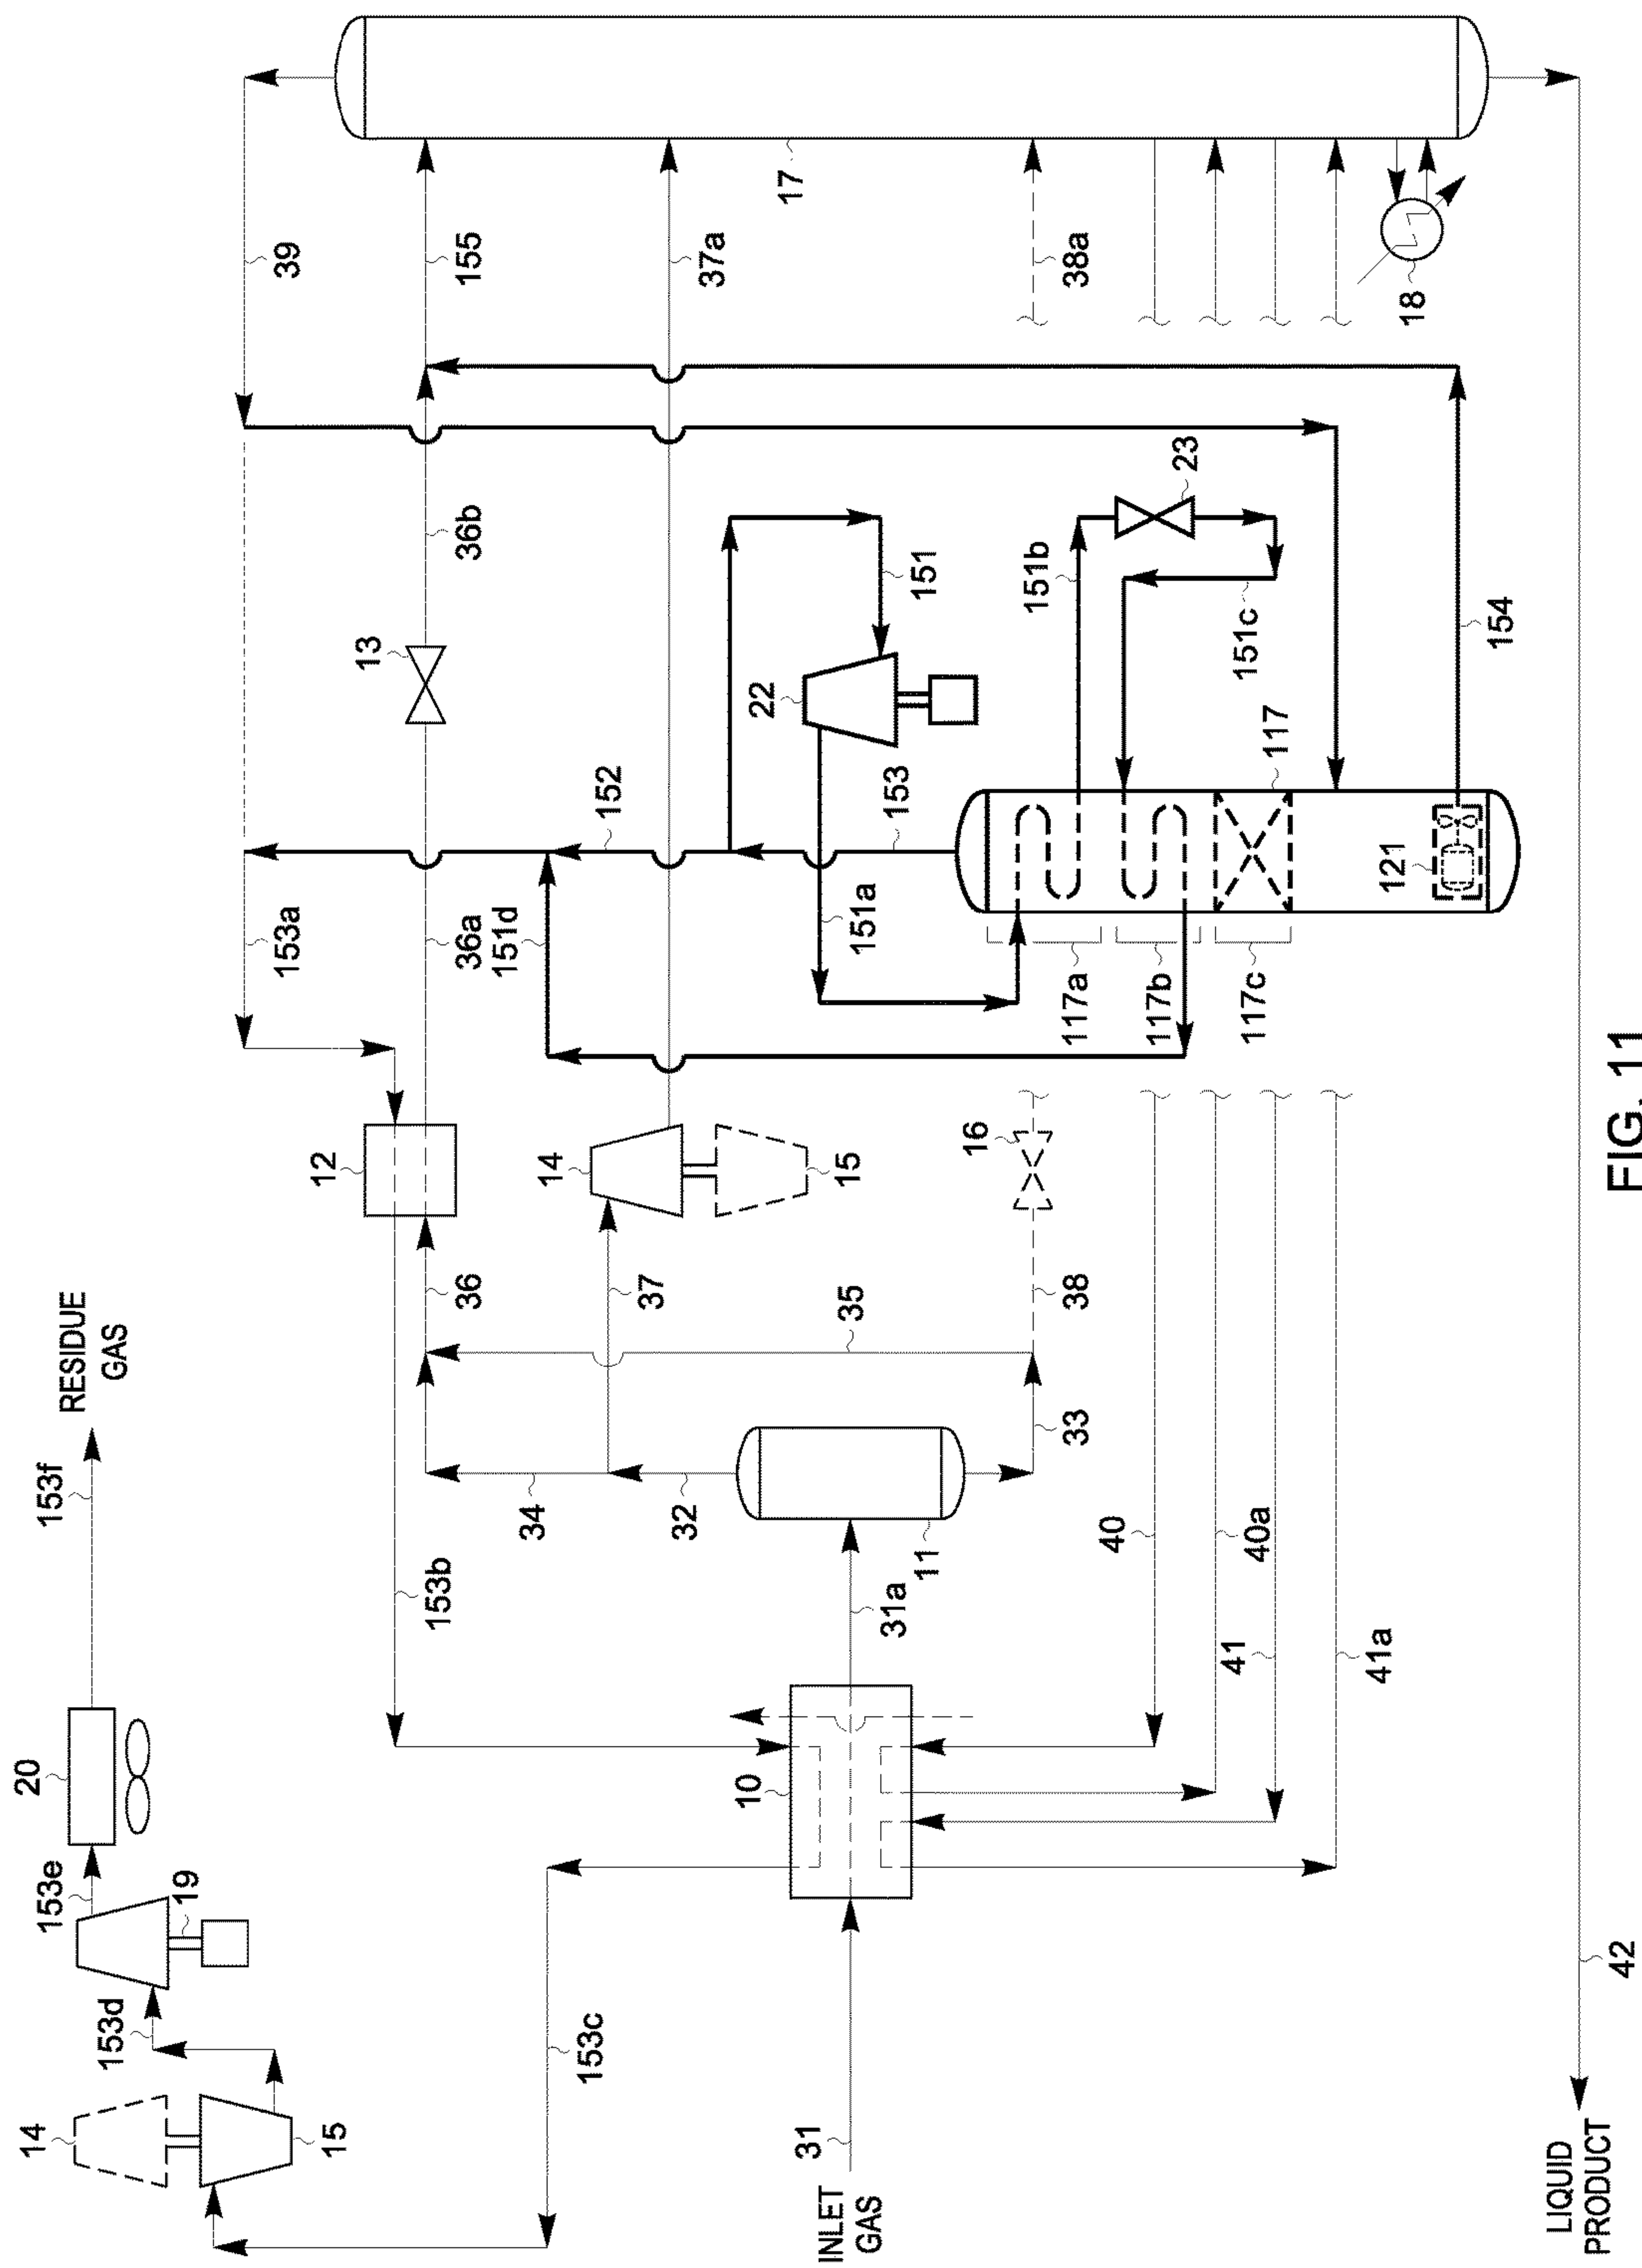 RESIDUE
GAS
153f
20
153e
19
153d
14
15
153c
153b
12
36
36a
13
36b
155
39
153a
34
37
14
15
37a
35
32
33
38
16
38a
17
18
152
151d
153
151a
22
151
151b
23
151c
117
117a
117b
117c
121
154
INLET
GAS
31
10
31a
11
40
40a
41
41a
LIQUID
PRODUCT
42
FIG. 11